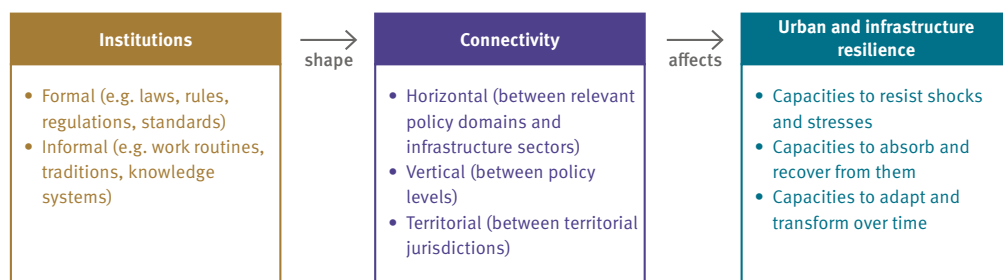 Institutions
• Formal (e.g. laws, rules,
regulations, standards)
• Informal (e.g. work routines,
traditions, knowledge
systems)
shape
Connectivity
• Horizontal (between relevant
policy domains and
infrastructure sectors)
• Vertical (between policy
levels)
• Territorial (between territorial
jurisdictions)
affects
Urban and infrastructure
resilience
• Capacities to resist shocks
and stresses
• Capacities to absorb and
recover from them
• Capacities to adapt and
transform over time